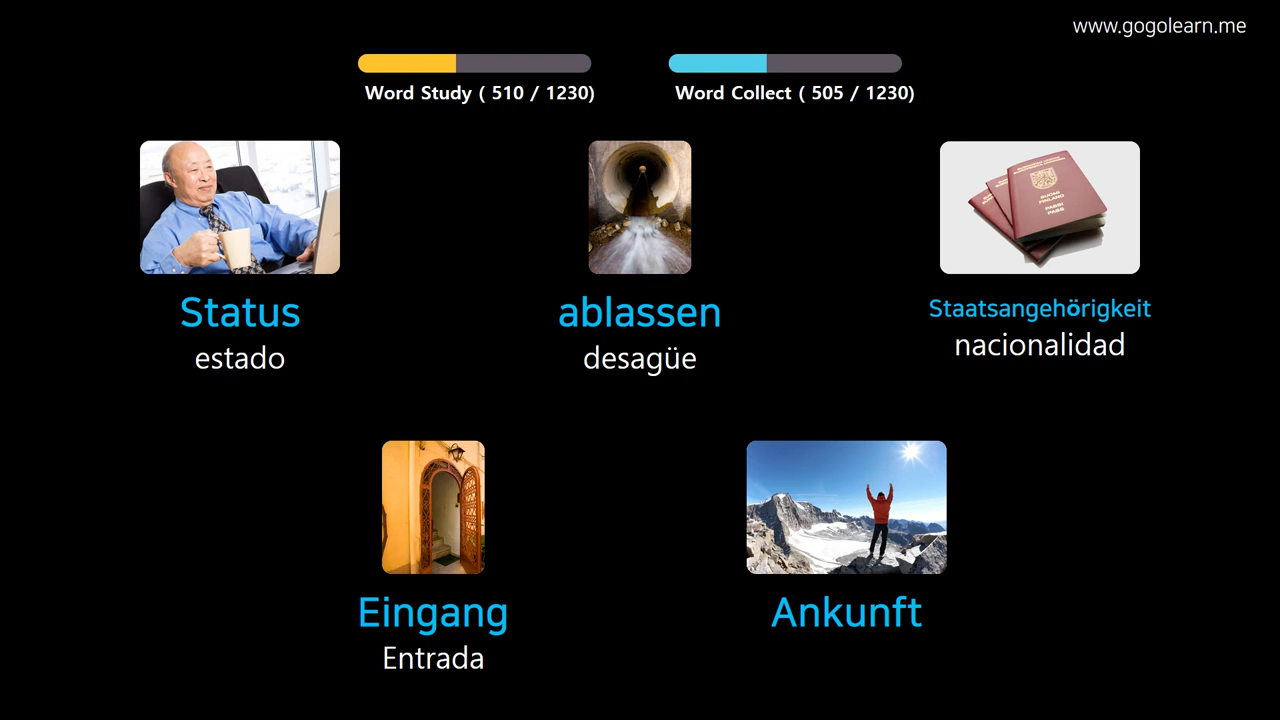 www.gogolearn.me
Word Study ( 510 / 1230)
Word Collect ( 505 / 1230)
Status
estado
ablassen
desagüe
Staatsangehörigkeit
nacionalidad
Eingang
Entrada
Ankunft